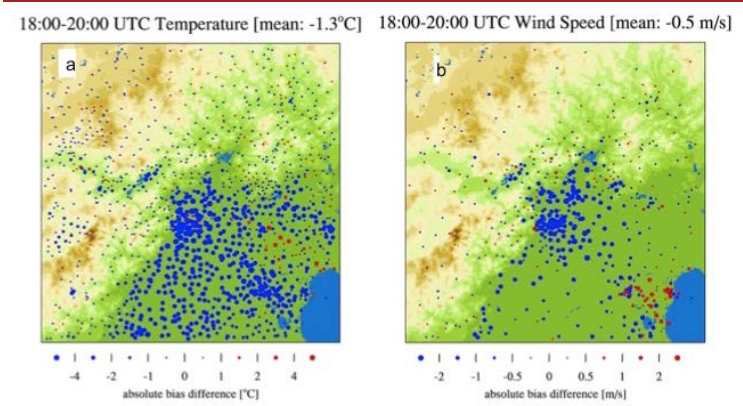 18:00-20:00 UTC Temperature [mean: -1.3°C]
18:00-20:00 UTC Wind Speed [mean: -0.5 m/s]
a
b
-4 | -2 | -1 | 0 | 1 | 2 | 4
absolute bias difference [°C]
-2 | -1 | -0.5 | 0 | 0.5 | 1 | 2
absolute bias difference [m/s]